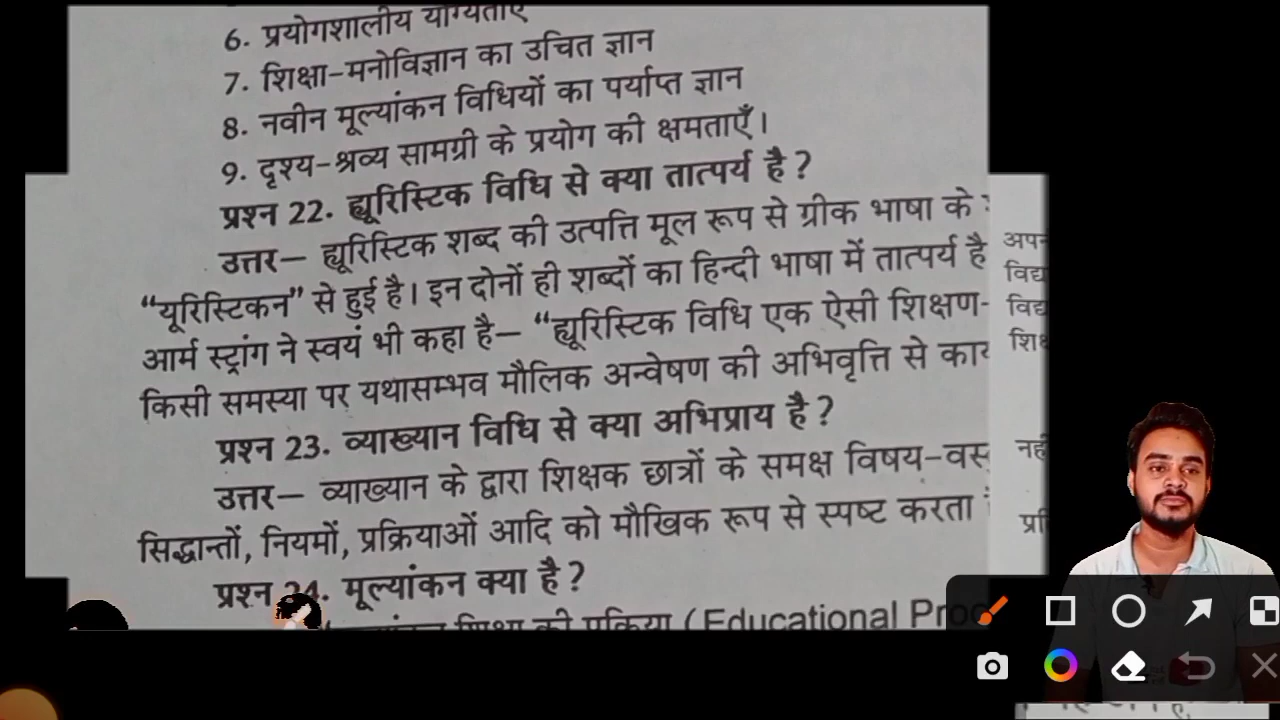 6. प्रयोगशालीय योग्यताएँ
7. शिक्षा-मनोविज्ञान का उचित ज्ञान
8. नवीन मूल्यांकन विधियों का पर्याप्त ज्ञान
9. दृश्य-श्रव्य सामग्री के प्रयोग की क्षमताएँ।
प्रश्न 22. ह्यूरिस्टिक विधि से क्या तात्पर्य है ?
उत्तर— ह्यूरिस्टिक शब्द की उत्पत्ति मूल रूप से ग्रीक भाषा के
“यूरिस्टिकन” से हुई है। इन दोनों ही शब्दों का हिन्दी भाषा में तात्पर्य है
आर्म स्ट्रांग ने स्वयं भी कहा है— “ह्यूरिस्टिक विधि एक ऐसी शिक्षण-
किसी समस्या पर यथासम्भव मौलिक अन्वेषण की अभिवृत्ति से
प्रश्न 23. व्याख्यान विधि से क्या अभिप्राय है ?
उत्तर— व्याख्यान के द्वारा शिक्षक छात्रों के समक्ष
सिद्धान्तों, नियमों, प्रक्रियाओं आदि को मौखिक रूप से स्पष्ट करता
प्रश्न 24. मूल्यांकन क्या है ?
शिक्षा की प्रक्रिया (Educational